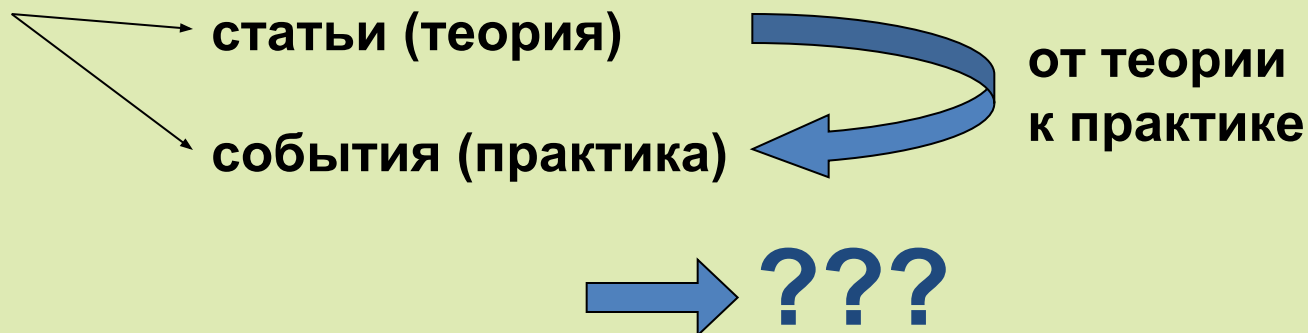 статьи (теория)
от теории
к практике
события (практика)
???